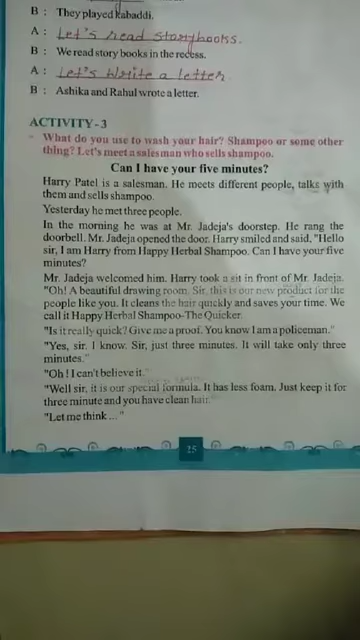 B : They played kabaddi.
A : Let's read storybooks.
B : We read story books in the recess.
A : Let's write a letter.
B : Ashika and Rahul wrote a letter.
ACTIVITY - 3
- What do you use to wash your hair? Shampoo or some other
thing? Let's meet a salesman who sells shampoo.
Can I have your five minutes?
Harry Patel is a salesman. He meets different people, talks with
them and sells shampoo.
Yesterday he met three people.
In the morning he was at Mr. Jadeja's doorstep. He rang the
doorbell. Mr. Jadeja opened the door. Harry smiled and said, "Hello
sir, I am Harry from Happy Herbal Shampoo. Can I have your five
minutes?
Mr. Jadeja welcomed him. Harry took a sit in front of Mr. Jadeja.
"Oh! A beautiful drawing room. Sir, this is our new product for the
people like you. It cleans the hair quickly and saves your time. We
call it Happy Herbal Shampoo-The Quicker.
"Is it really quick? Give me a proof. You know I am a policeman."
"Yes, sir. I know. Sir, just three minutes. It will take only three
minutes."
"Oh ! I can't believe it."
"Well sir, it is our special formula. It has less foam. Just keep it for
three minute and you have clean hair."
"Let me think ... "
25